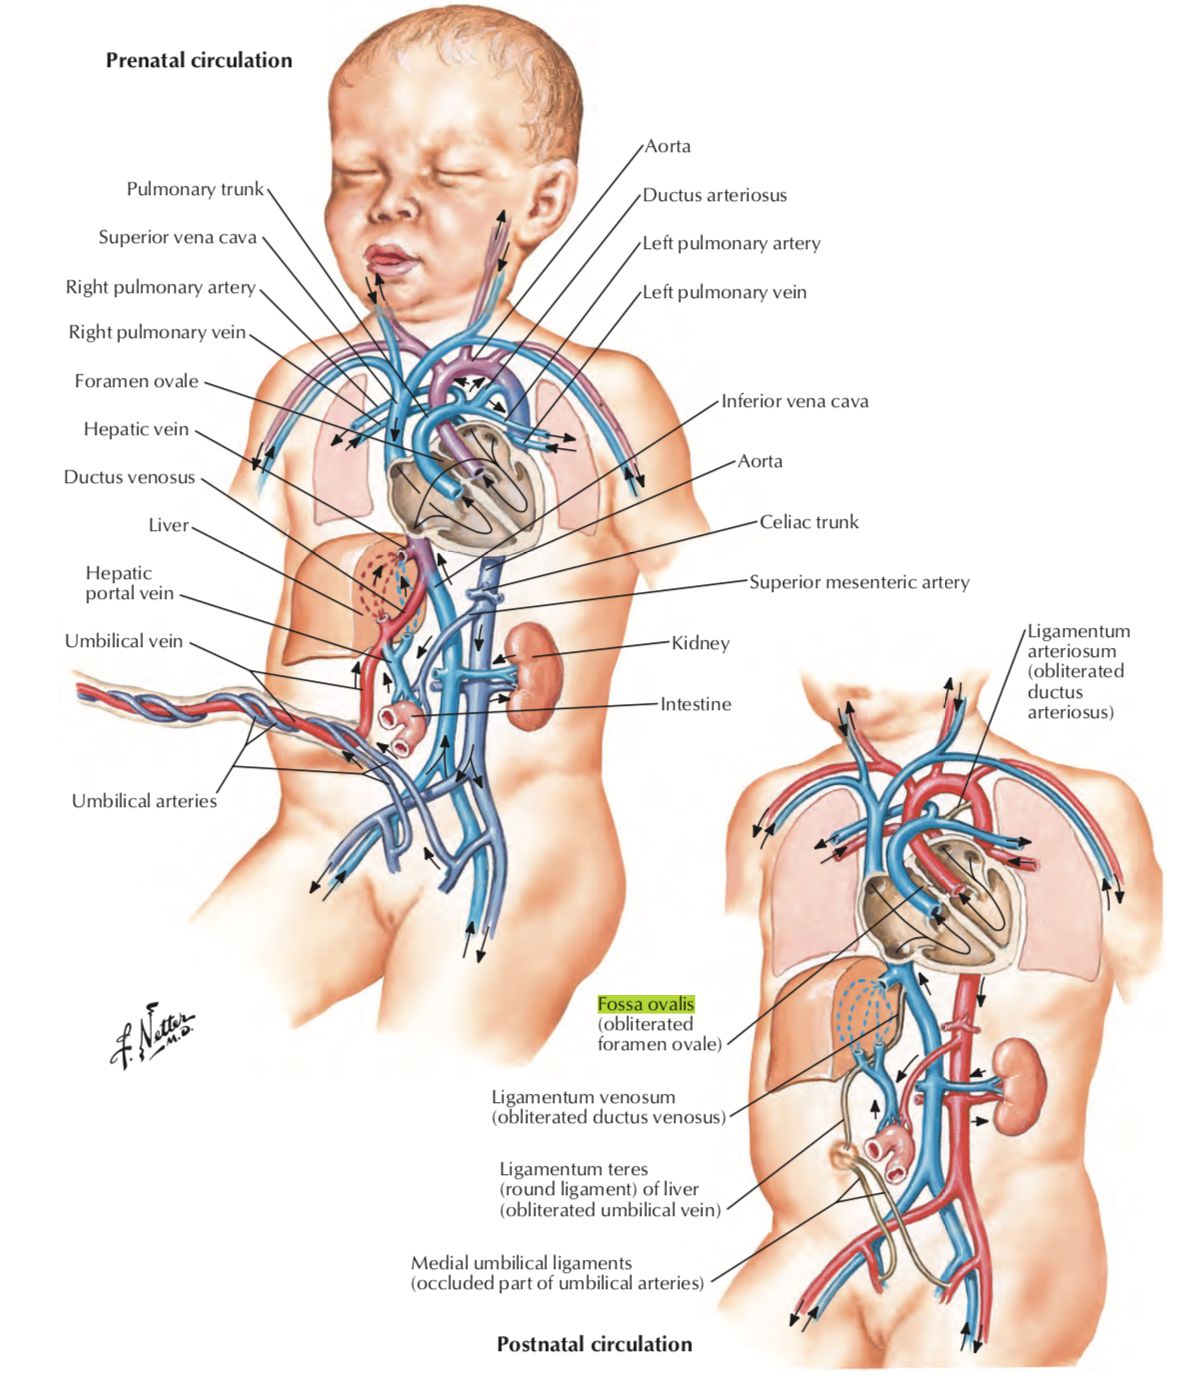 Prenatal circulation
Pulmonary trunk
Superior vena cava
Right pulmonary artery
Right pulmonary vein
Foramen ovale
Hepatic vein
Ductus venosus
Liver
Hepatic
portal vein
Umbilical vein
Umbilical arteries
Aorta
Ductus arteriosus
Left pulmonary artery
Left pulmonary vein
Inferior vena cava
Aorta
Celiac trunk
Superior mesenteric artery
Kidney
Intestine
Ligamentum
arteriosum
(obliterated
ductus
arteriosus)
Fossa ovalis
(obliterated
foramen ovale)
Ligamentum venosum
(obliterated ductus venosus)
Ligamentum teres
(round ligament) of liver
(obliterated umbilical vein)
Medial umbilical ligaments
(occluded part of umbilical arteries)
Postnatal circulation
F. Netter
M.D.